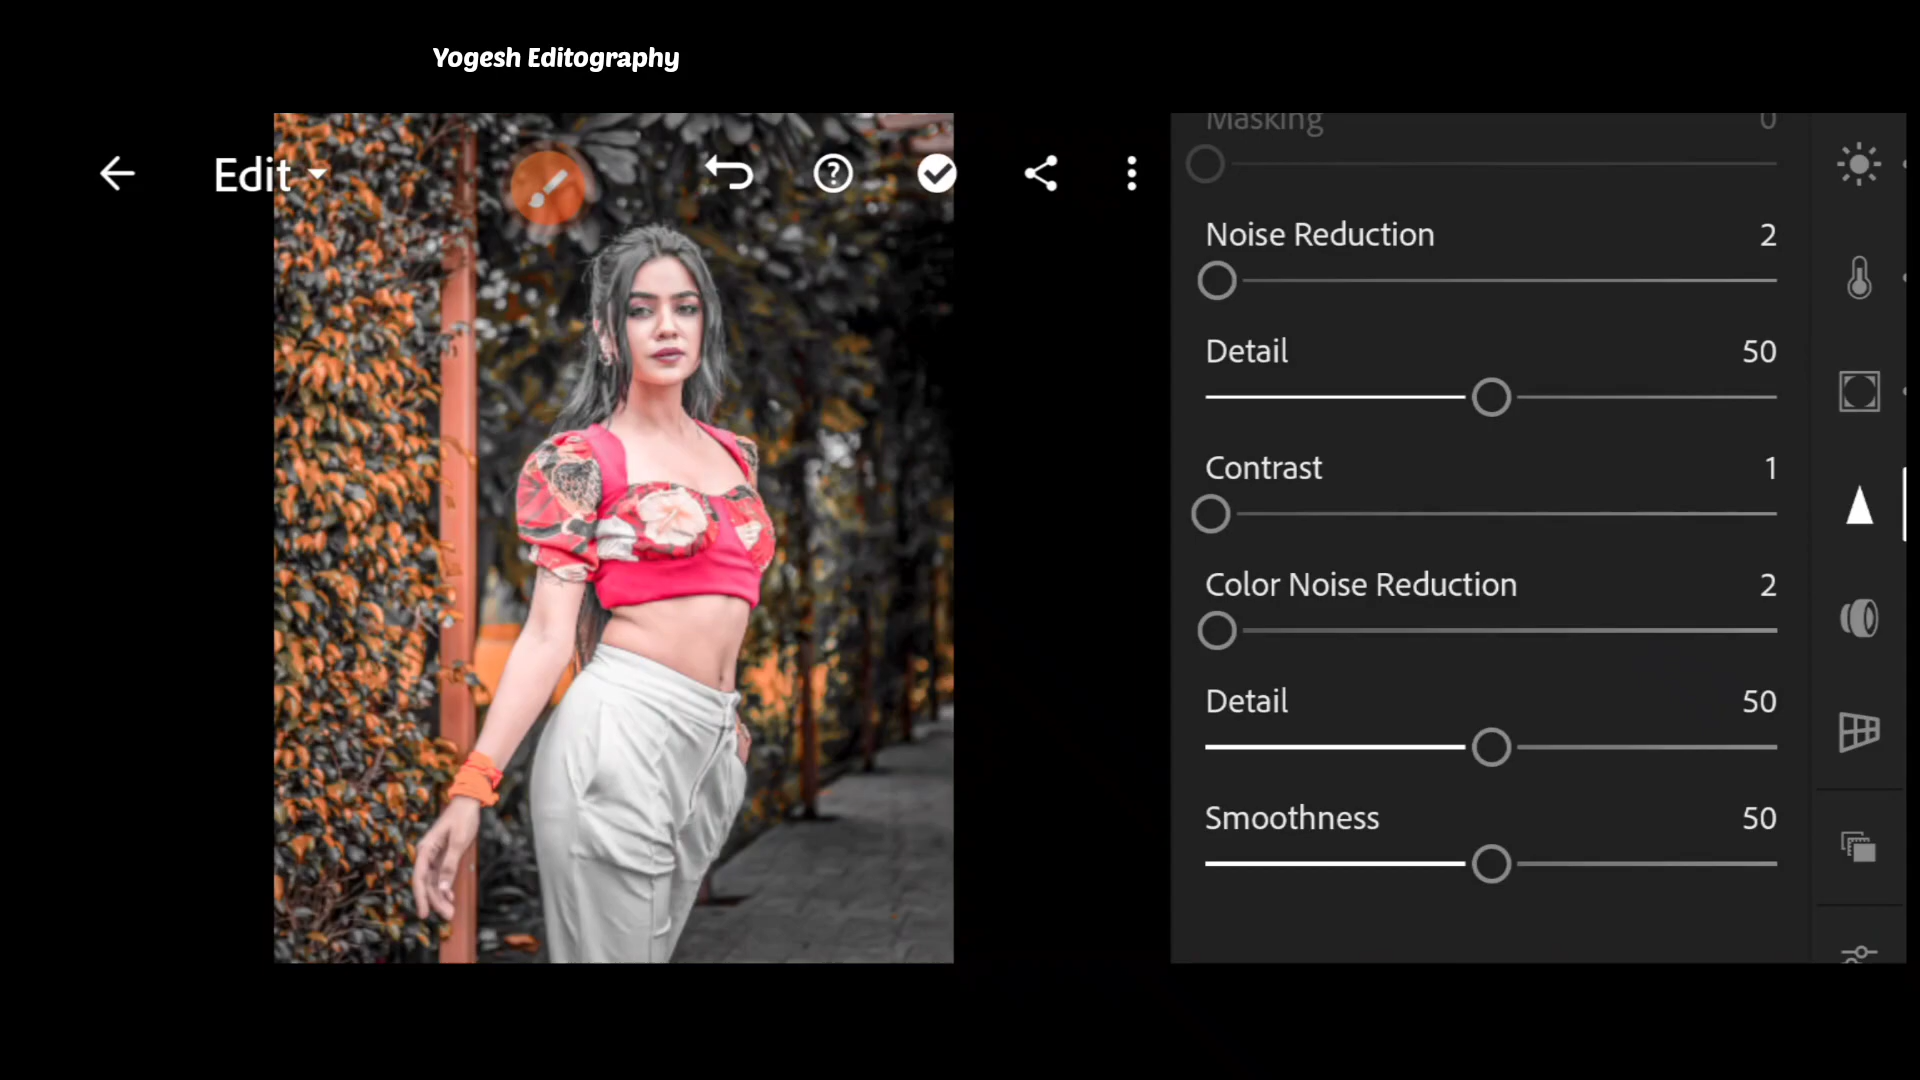 Yogesh Editography
Edit
Masking 0
Noise Reduction 2
Detail 50
Contrast 1
Color Noise Reduction 2
Detail 50
Smoothness 50